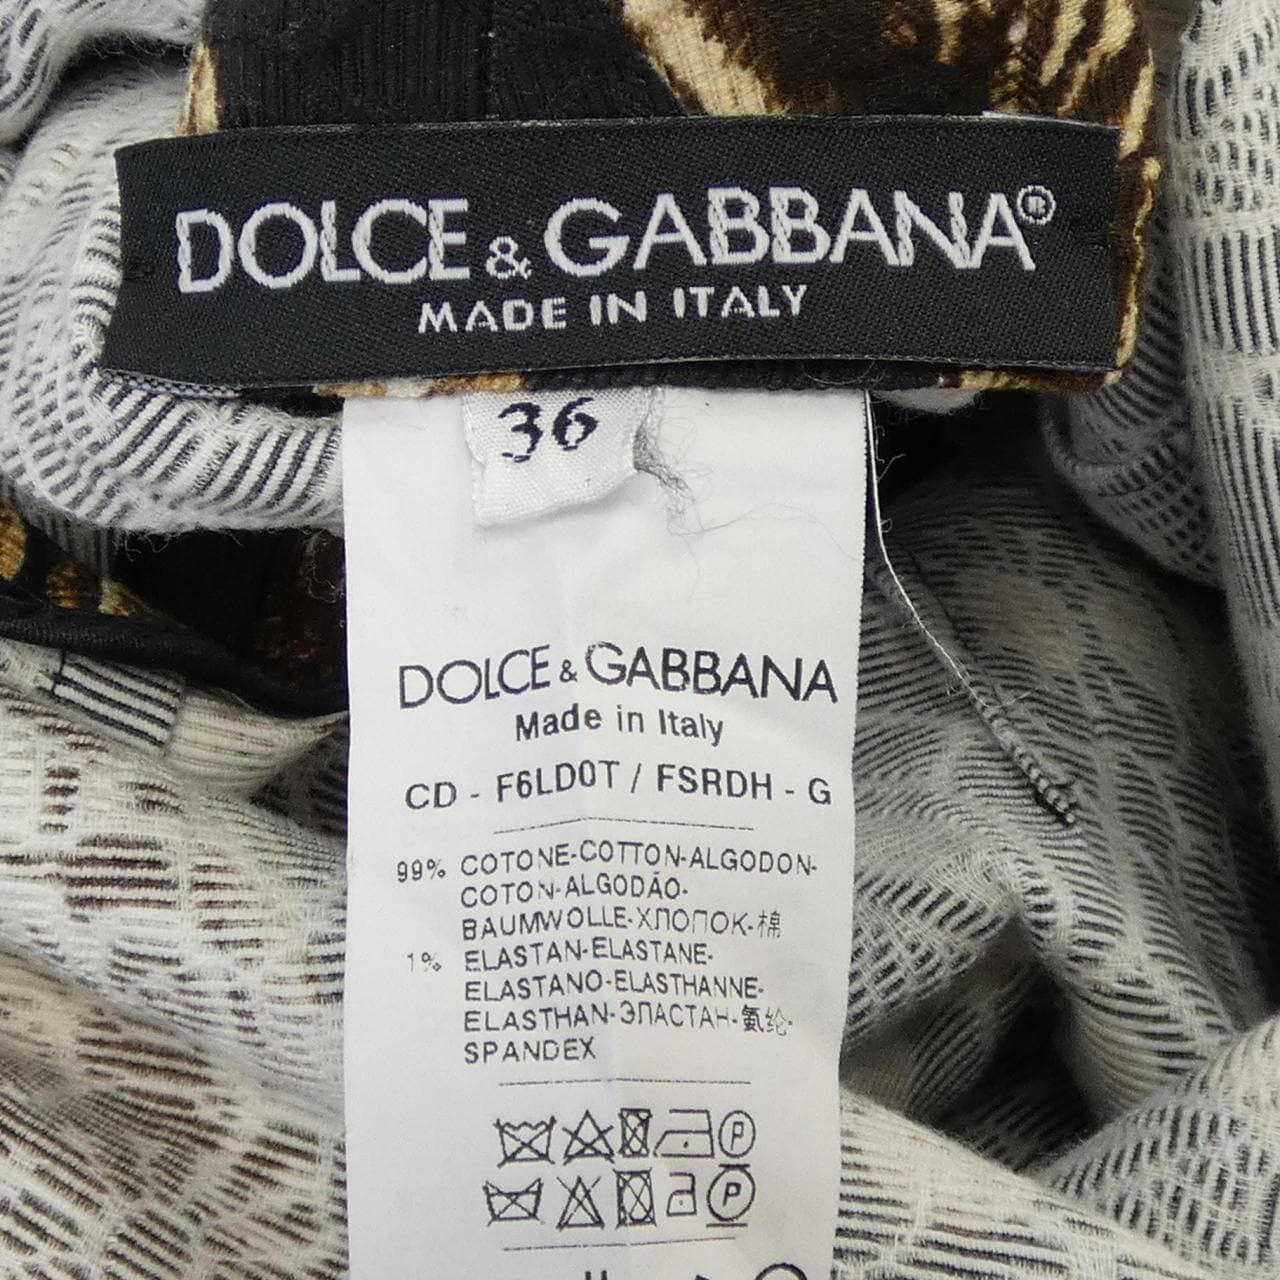 DOLCE & GABBANA®
MADE IN ITALY
36
DOLCE & GABBANA
Made in Italy
CD - F6LD0T / FSRDH - G
99% COTONE-COTTON-ALGODON-
COTON-ALGODÃO-
BAUMWOLLE-ХЛОПОК-棉
1% ELASTAN-ELASTANE-
ELASTANO-ELASTHANNE-
ELASTHAN-ЭЛАСТАН-氨纶-
SPANDEX
P
P